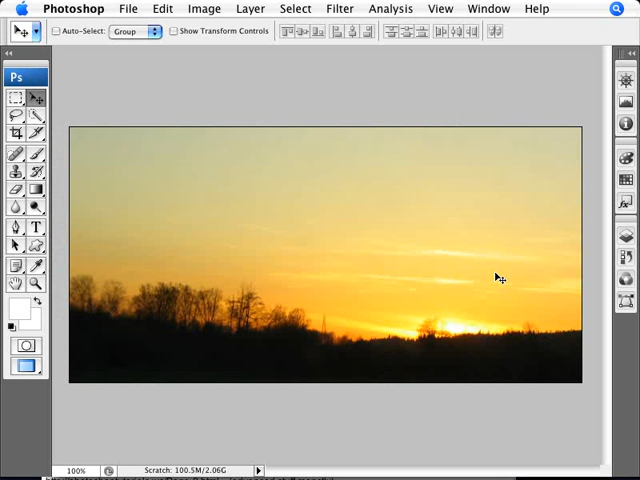 Photoshop File Edit Image Layer Select Filter Analysis View Window Help
Auto-Select: Group Show Transform Controls
Ps
T
100% Scratch: 100.5M/2.06G